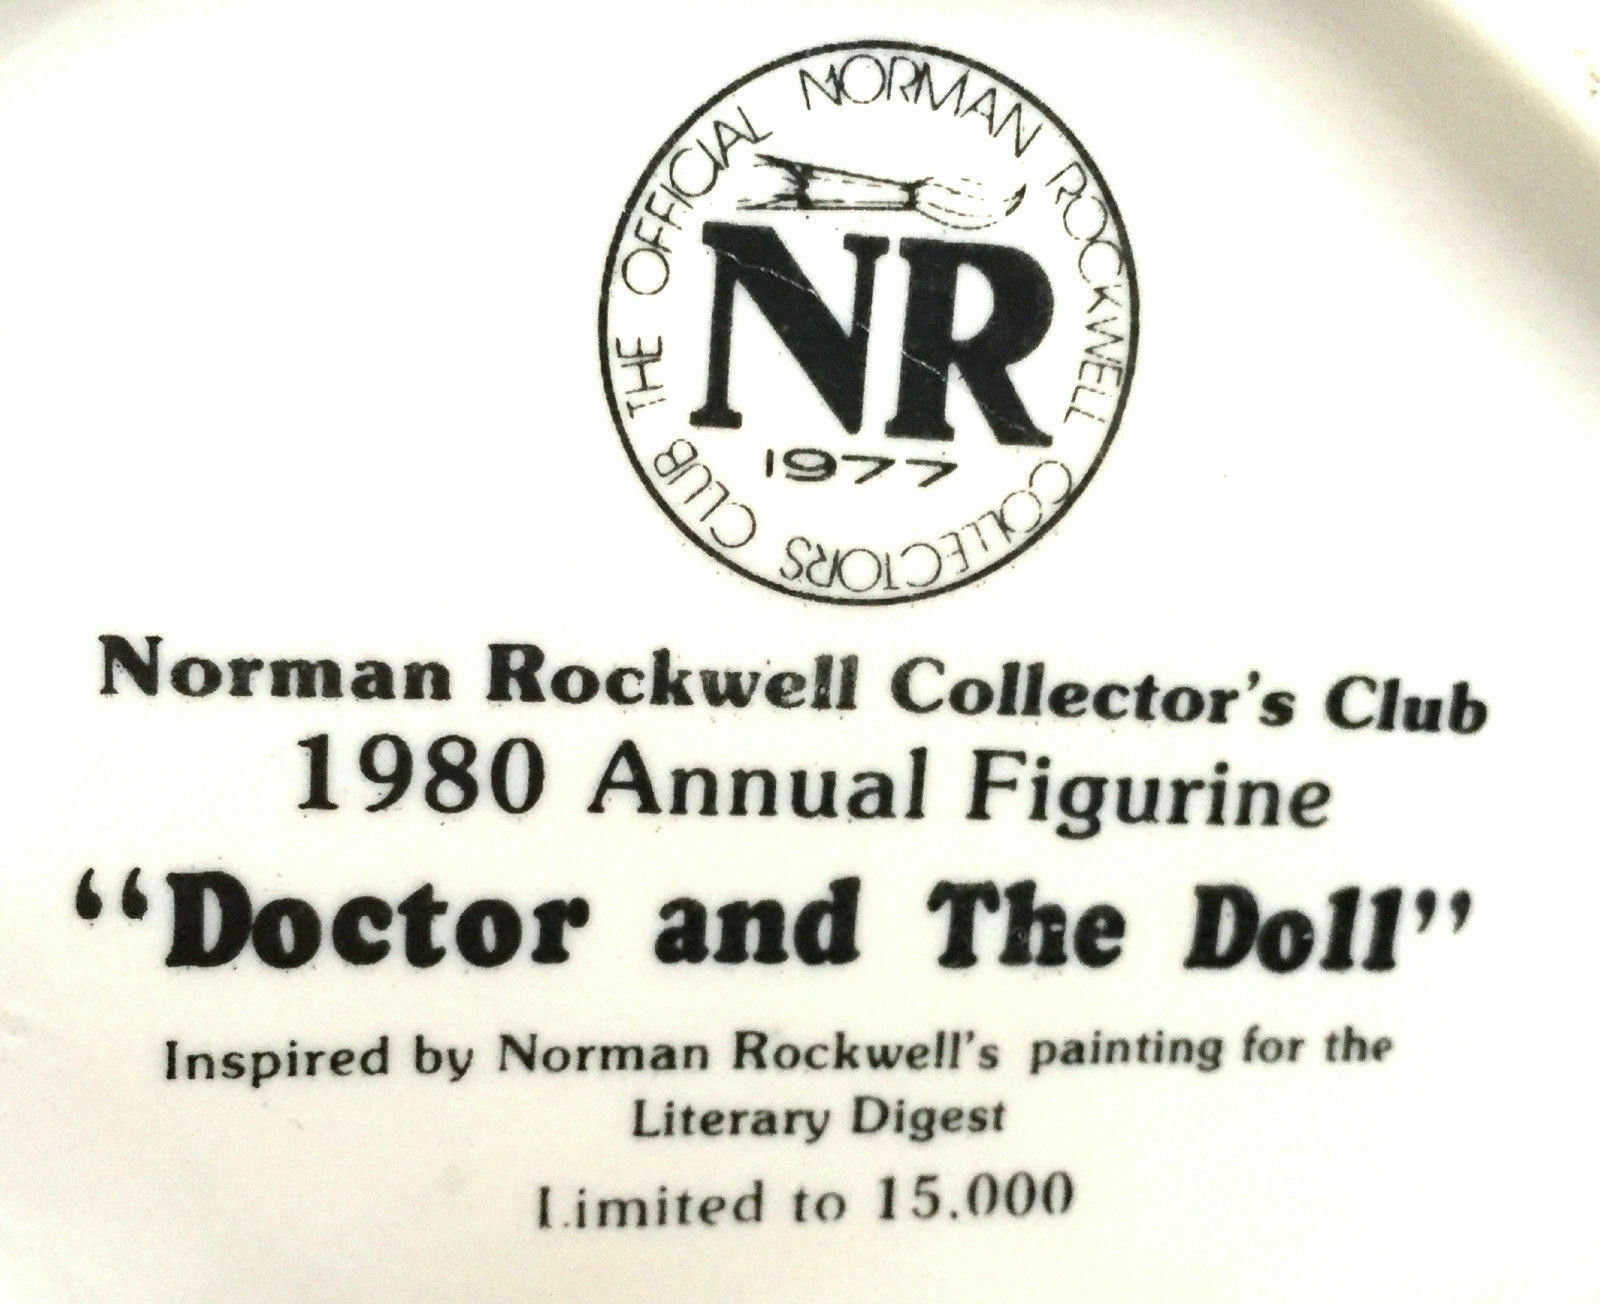 THE OFFICIAL NORMAN ROCKWELL COLLECTORS CLUB
NR
1977
Norman Rockwell Collector's Club
1980 Annual Figurine
“Doctor and The Doll”
Inspired by Norman Rockwell's painting for the
Literary Digest
Limited to 15.000